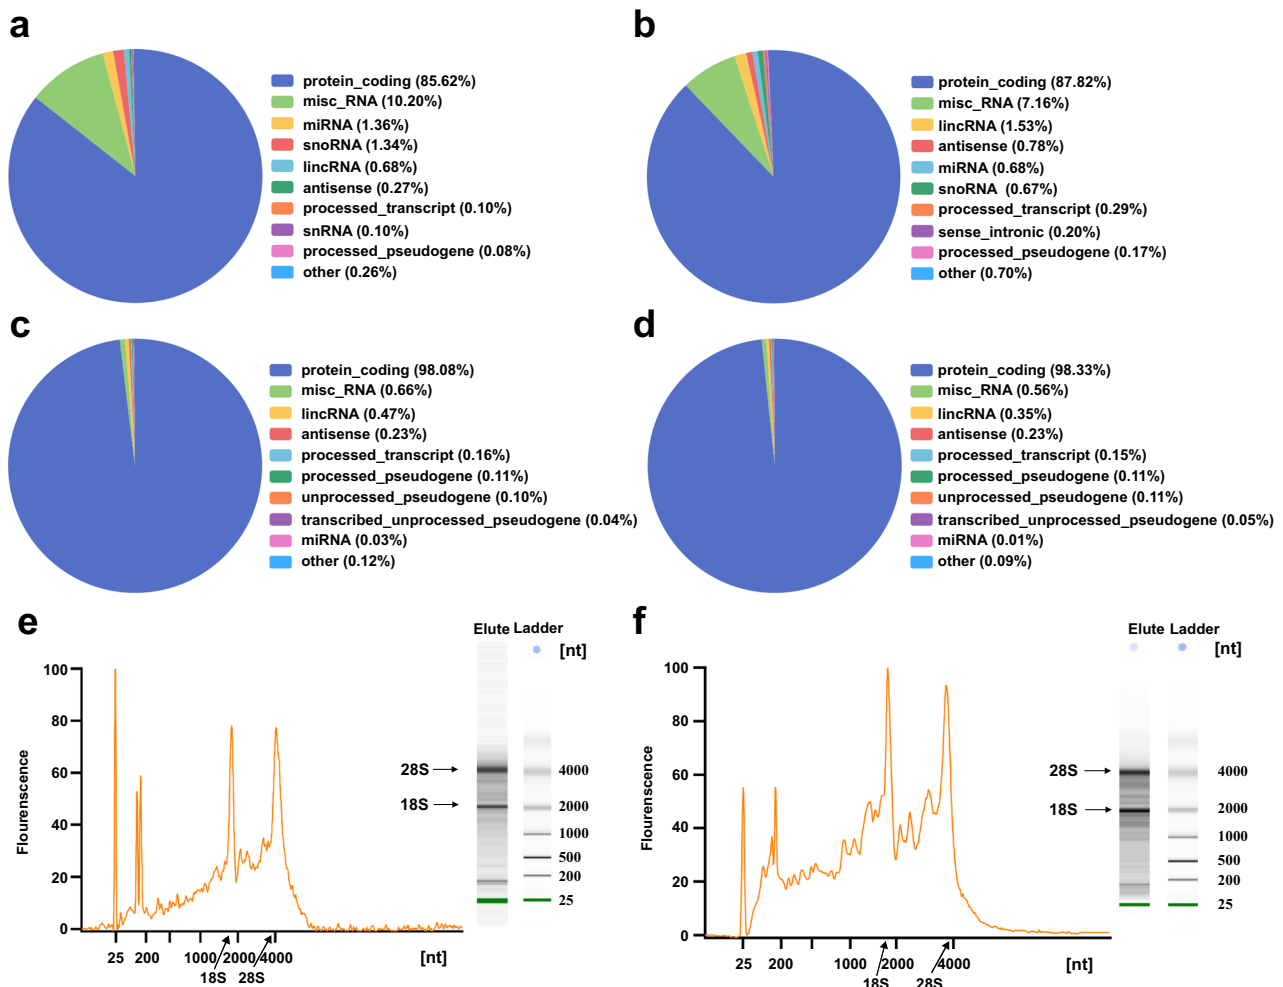 a
protein_coding (85.62%)
misc_RNA (10.20%)
miRNA (1.36%)
snoRNA (1.34%)
lincRNA (0.68%)
antisense (0.27%)
processed_transcript (0.10%)
snRNA (0.10%)
processed_pseudogene (0.08%)
other (0.26%)
b
protein_coding (87.82%)
misc_RNA (7.16%)
lincRNA (1.53%)
antisense (0.78%)
miRNA (0.68%)
snoRNA (0.67%)
processed_transcript (0.29%)
sense_intronic (0.20%)
processed_pseudogene (0.17%)
other (0.70%)
c
protein_coding (98.08%)
misc_RNA (0.66%)
lincRNA (0.47%)
antisense (0.23%)
processed_transcript (0.16%)
processed_pseudogene (0.11%)
unprocessed_pseudogene (0.10%)
transcribed_unprocessed_pseudogene (0.04%)
miRNA (0.03%)
other (0.12%)
d
protein_coding (98.33%)
misc_RNA (0.56%)
lincRNA (0.35%)
antisense (0.23%)
processed_transcript (0.15%)
processed_pseudogene (0.11%)
unprocessed_pseudogene (0.11%)
transcribed_unprocessed_pseudogene (0.05%)
miRNA (0.01%)
other (0.09%)
e
Flourenscence
100
80
60
40
20
0
25 200 1000 2000 4000 [nt]
18S 28S
Elute Ladder
[nt]
28S
18S
4000
2000
1000
500
200
25
f
Flourenscence
100
80
60
40
20
0
25 200 1000 2000 4000 [nt]
18S 28S
Elute Ladder
[nt]
28S
18S
4000
2000
1000
500
200
25